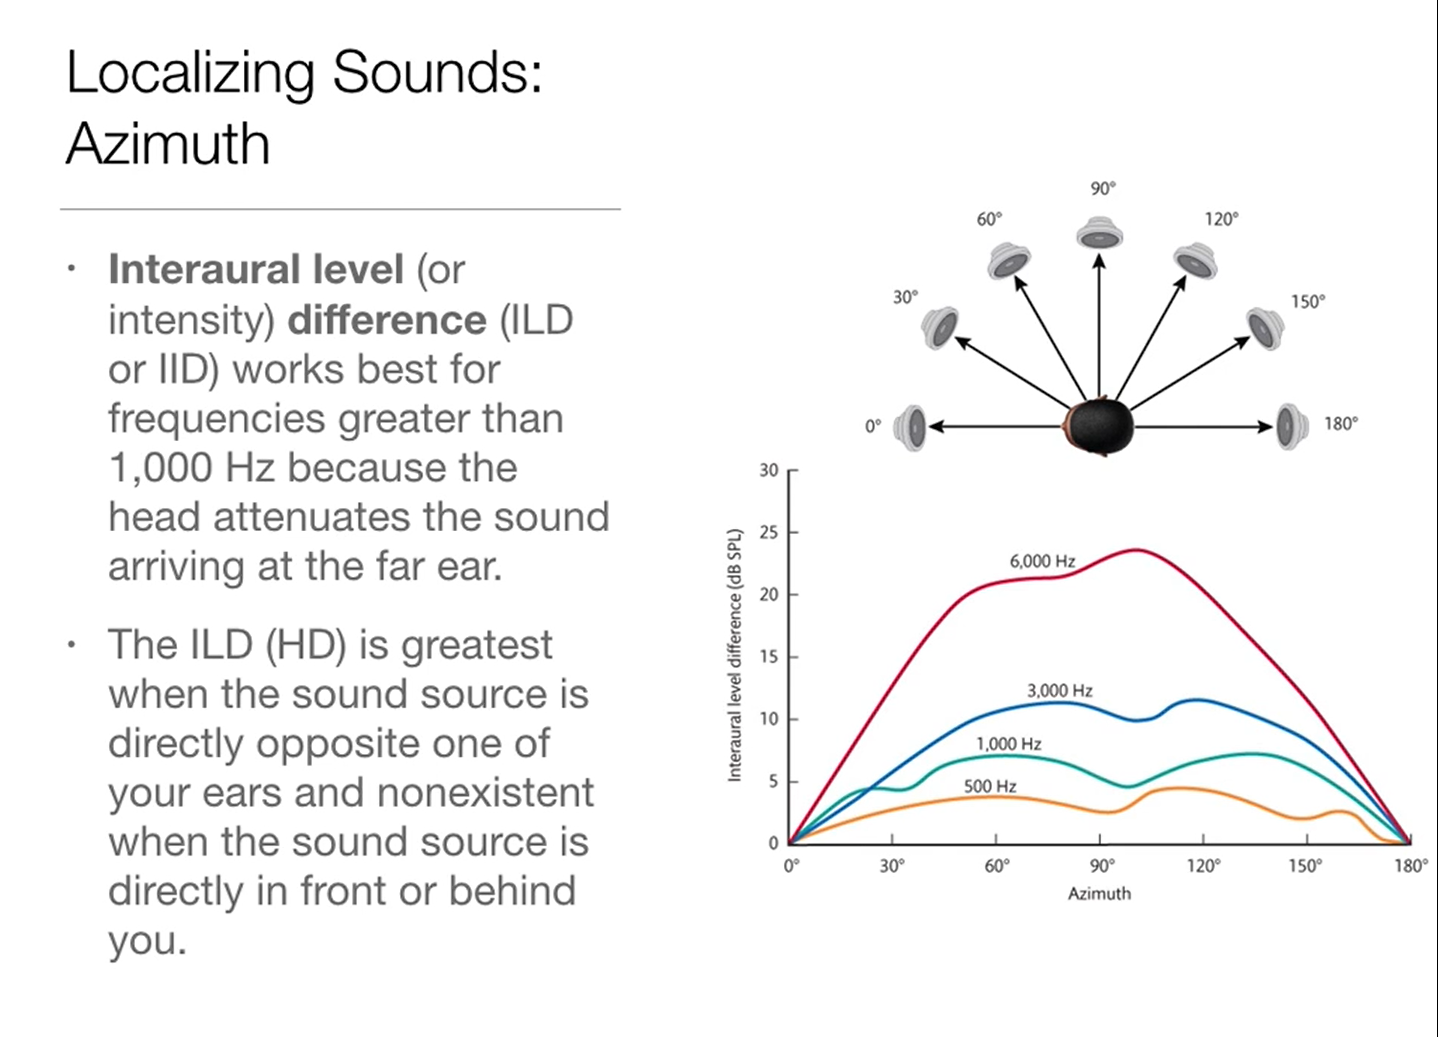 Localizing Sounds:
Azimuth
• Interaural level (or
intensity) difference (ILD
or IID) works best for
frequencies greater than
1,000 Hz because the
head attenuates the sound
arriving at the far ear.
• The ILD (HD) is greatest
when the sound source is
directly opposite one of
your ears and nonexistent
when the sound source is
directly in front or behind
you.
90°
60° 120°
30° 150°
0° 180°
30
25
20
15
10
5
0
Interaural level difference (dB SPL)
6,000 Hz
3,000 Hz
1,000 Hz
500 Hz
0° 30° 60° 90° 120° 150° 180°
Azimuth